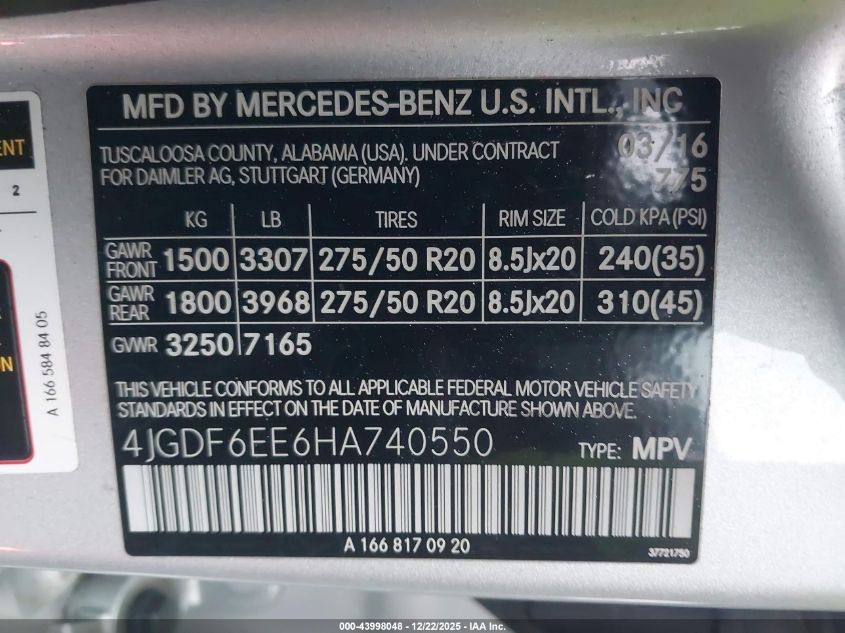 MFD BY MERCEDES-BENZ U.S. INTL., INC
TUSCALOOSA COUNTY, ALABAMA (USA). UNDER CONTRACT 03/16
FOR DAIMLER AG, STUTTGART (GERMANY) 775
KG LB TIRES RIM SIZE COLD KPA (PSI)
GAWR FRONT 1500 3307 275/50 R20 8.5Jx20 240(35)
GAWR REAR 1800 3968 275/50 R20 8.5Jx20 310(45)
GVWR 3250 7165
THIS VEHICLE CONFORMS TO ALL APPLICABLE FEDERAL MOTOR VEHICLE SAFETY
STANDARDS IN EFFECT ON THE DATE OF MANUFACTURE SHOWN ABOVE.
4JGDF6EE6HA740550 TYPE: MPV
A 166 817 09 20 37721750
ENT
2
ON
A 166 584 84 05
000-43998048 - 12/22/2025 - IAA Inc.